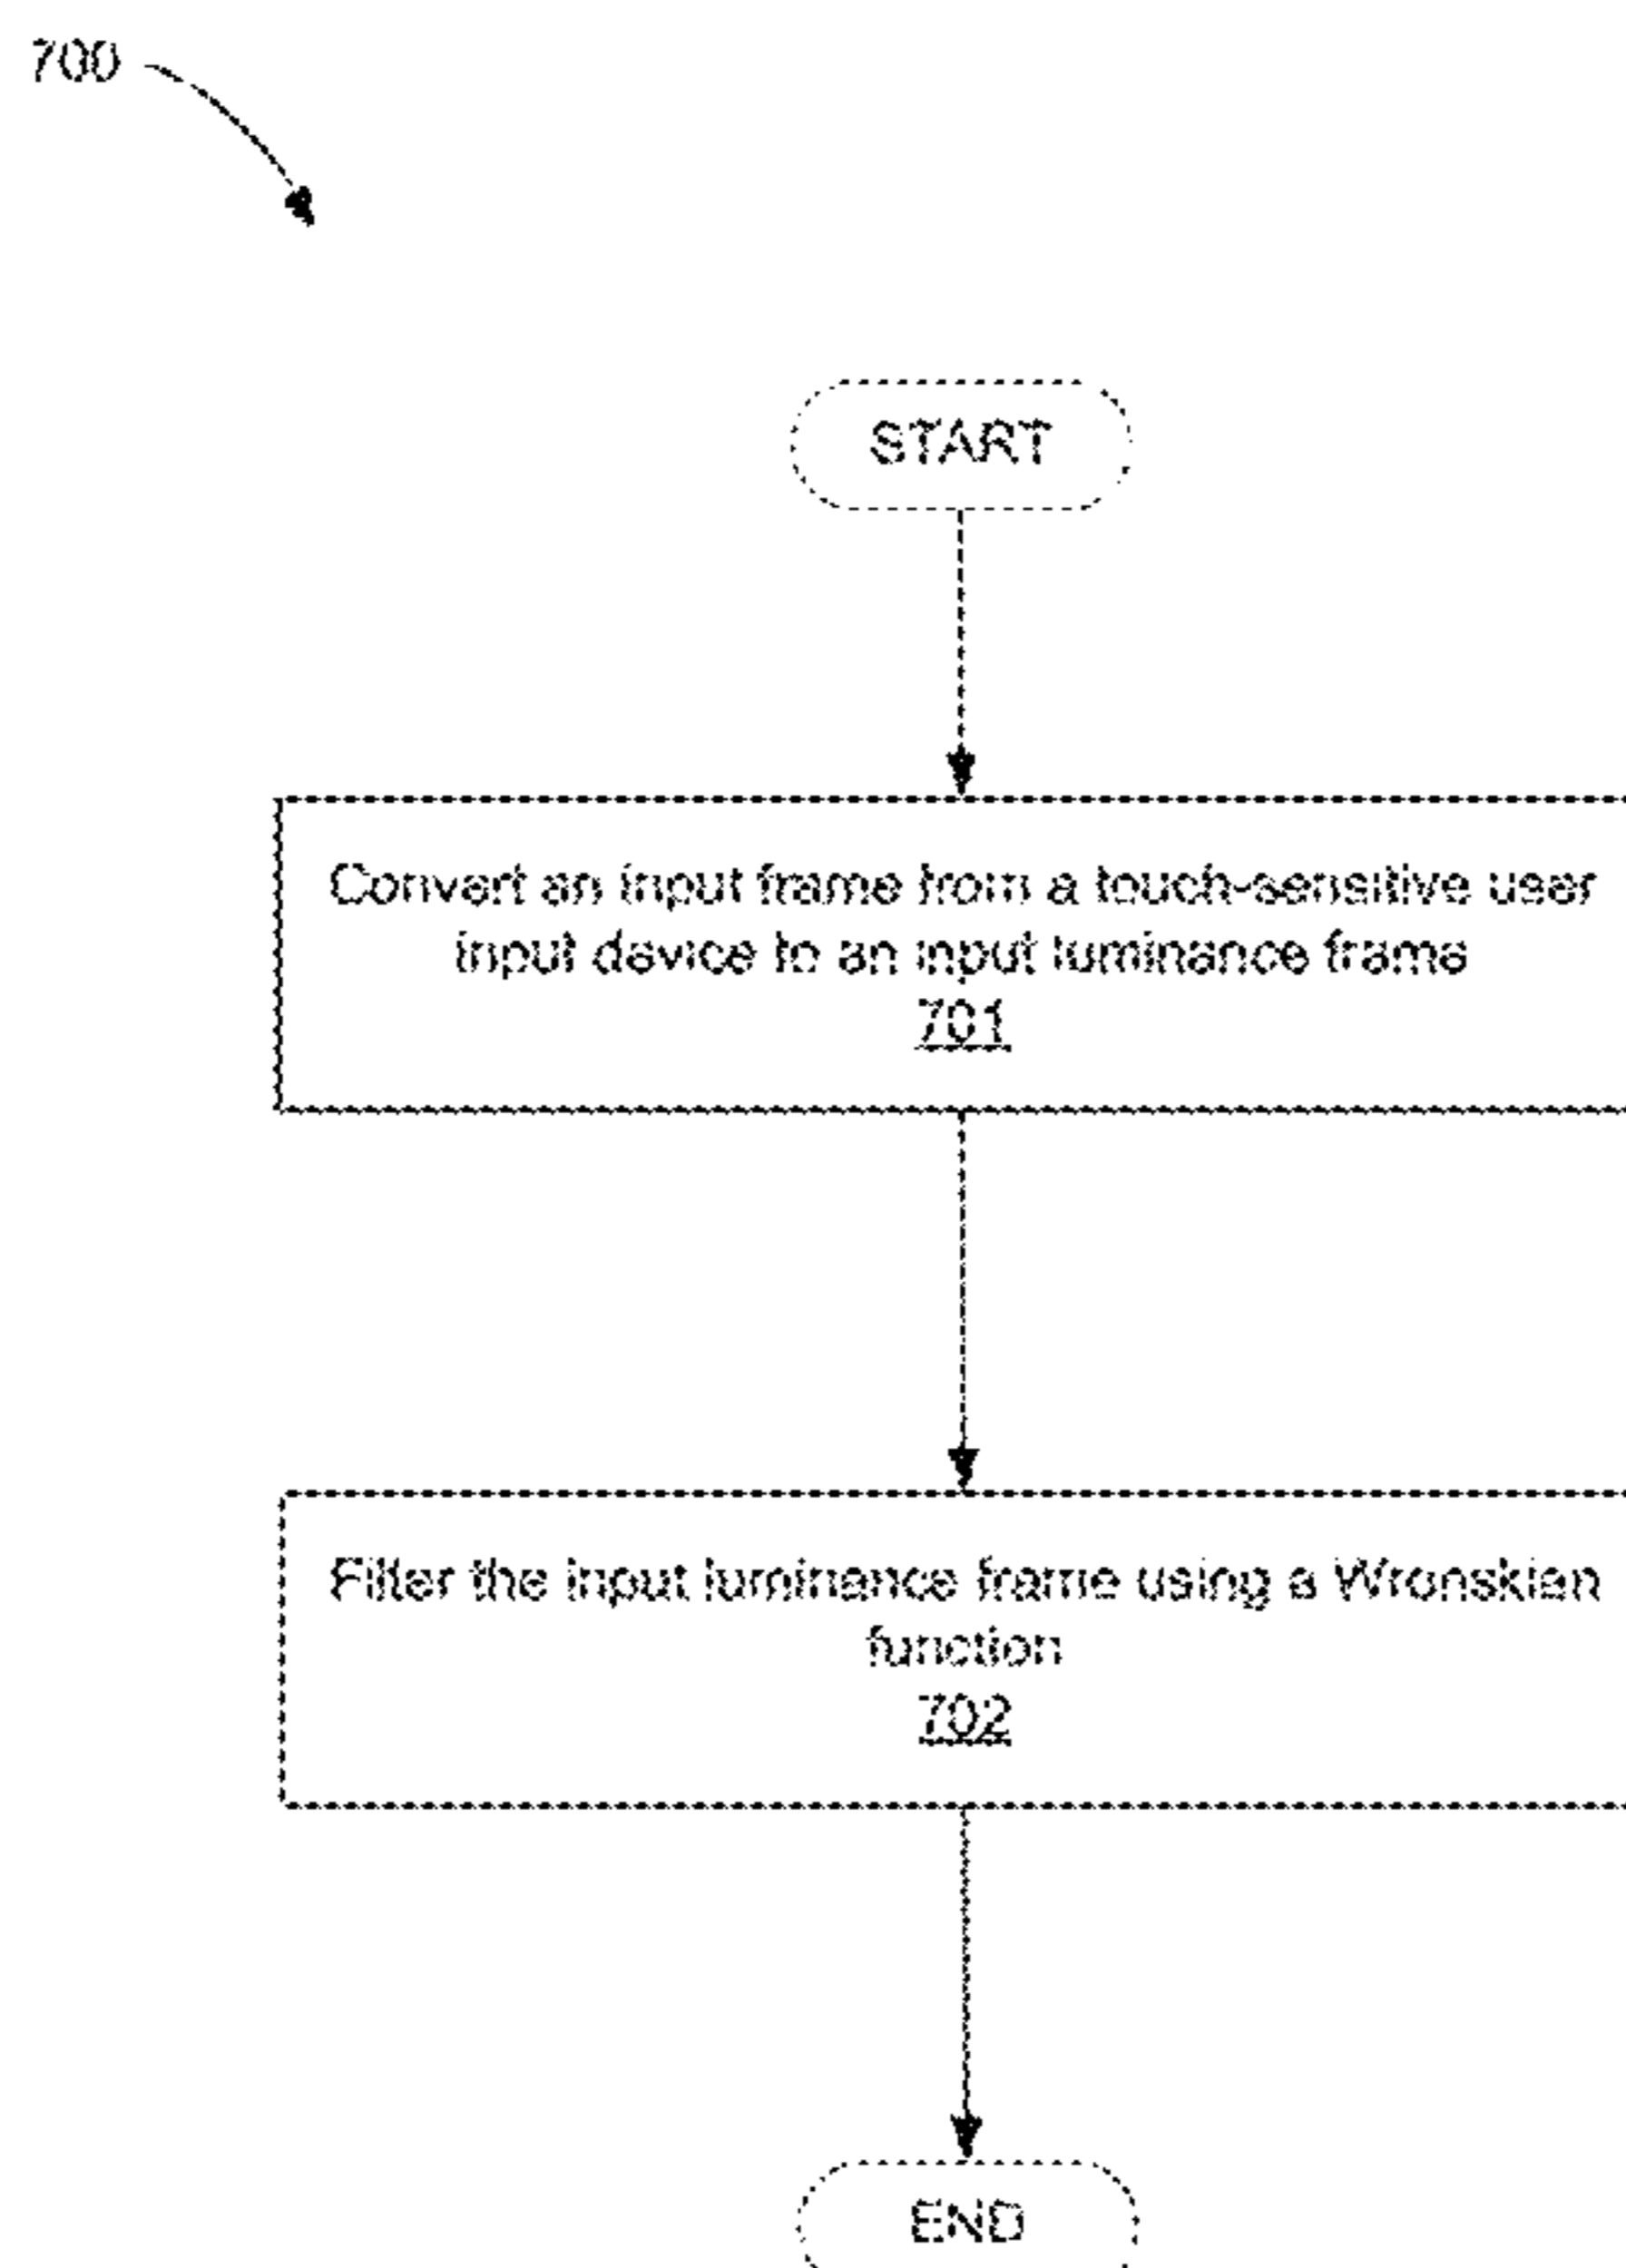 700
START
Convert an input frame from a touch-sensitive user
input device to an input luminance frame
701
Filter the input luminance frame using a Wronskian
function
702
END